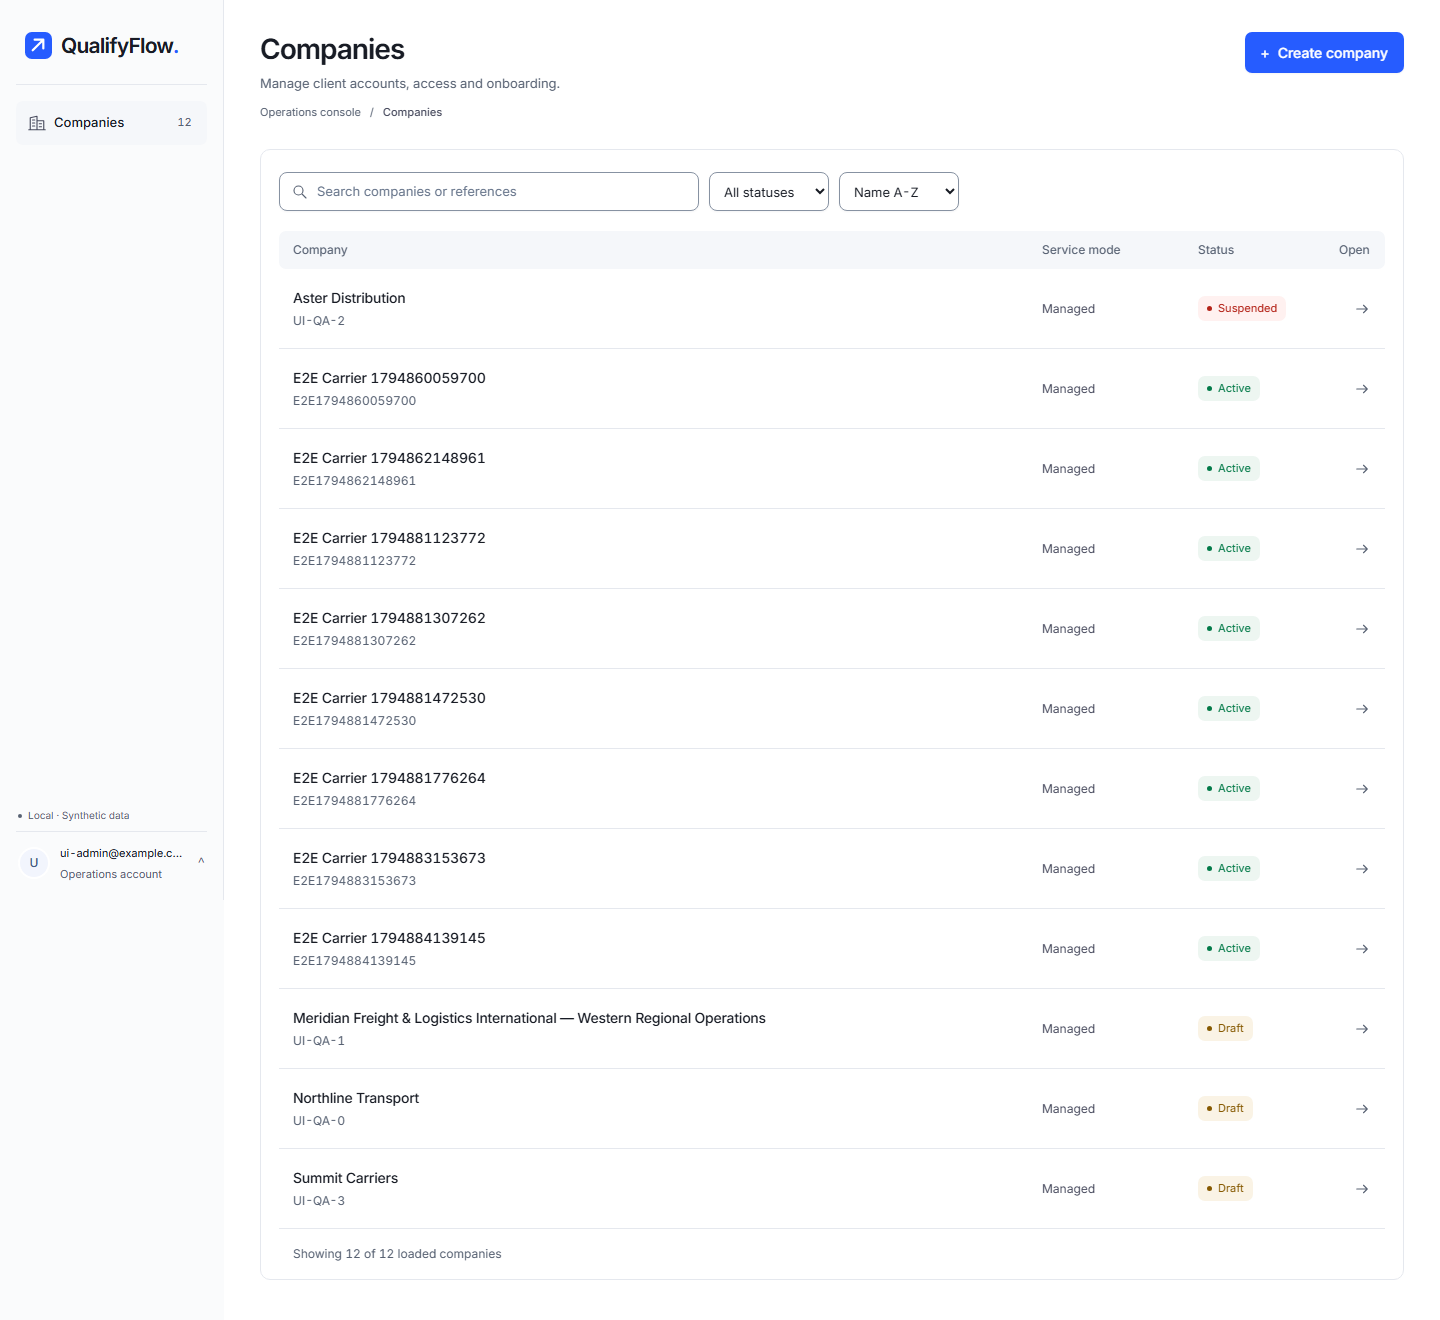 QualifyFlow.
Companies 12
Local · Synthetic data
U
ui-admin@example.c...
Operations account
Companies
Manage client accounts, access and onboarding.
Operations console / Companies
+ Create company
Search companies or references
All statuses
Name A-Z
Company Service mode Status Open
Aster Distribution
UI-QA-2
Managed Suspended
E2E Carrier 1794860059700
E2E1794860059700
Managed Active
E2E Carrier 1794862148961
E2E1794862148961
Managed Active
E2E Carrier 1794881123772
E2E1794881123772
Managed Active
E2E Carrier 1794881307262
E2E1794881307262
Managed Active
E2E Carrier 1794881472530
E2E1794881472530
Managed Active
E2E Carrier 1794881776264
E2E1794881776264
Managed Active
E2E Carrier 1794883153673
E2E1794883153673
Managed Active
E2E Carrier 1794884139145
E2E1794884139145
Managed Active
Meridian Freight & Logistics International — Western Regional Operations
UI-QA-1
Managed Draft
Northline Transport
UI-QA-0
Managed Draft
Summit Carriers
UI-QA-3
Managed Draft
Showing 12 of 12 loaded companies